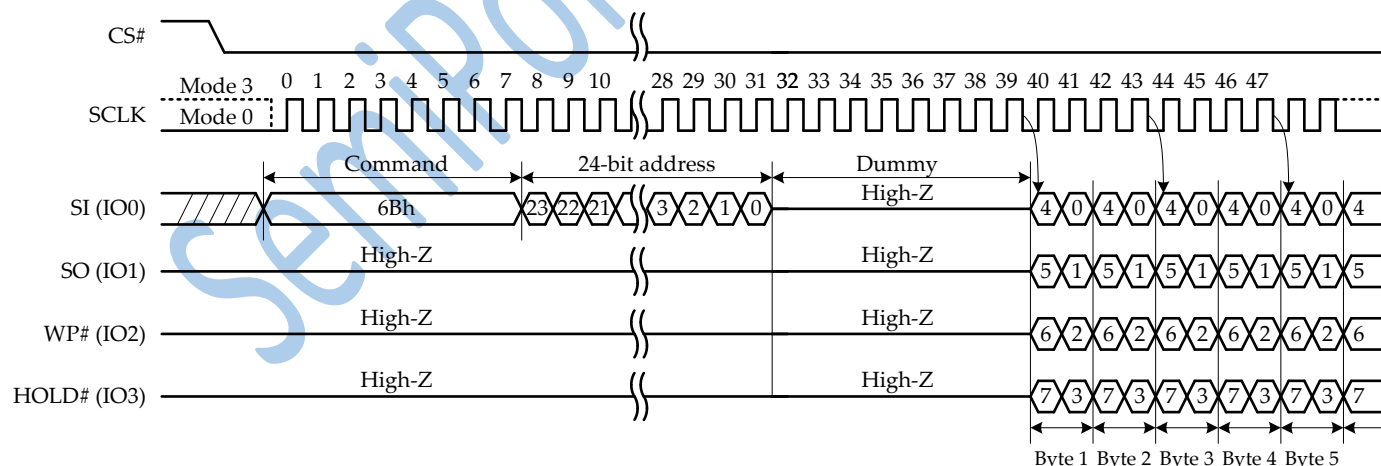 CS#
0 1 2 3 4 5 6 7 8 9 10 28 29 30 31 32 33 34 35 36 37 38 39 40 41 42 43 44 45 46 47
Mode 3
SCLK
Mode 0
Command 24-bit address Dummy
SI (IO0) 6Bh 23 22 21 3 2 1 0 High-Z 4 0 4 0 4 0 4 0 4 0 4
SO (IO1) High-Z High-Z 5 1 5 1 5 1 5 1 5 1 5
WP# (IO2) High-Z High-Z 6 2 6 2 6 2 6 2 6 2 6
HOLD# (IO3) High-Z High-Z 7 3 7 3 7 3 7 3 7 3 7
Byte 1 Byte 2 Byte 3 Byte 4 Byte 5